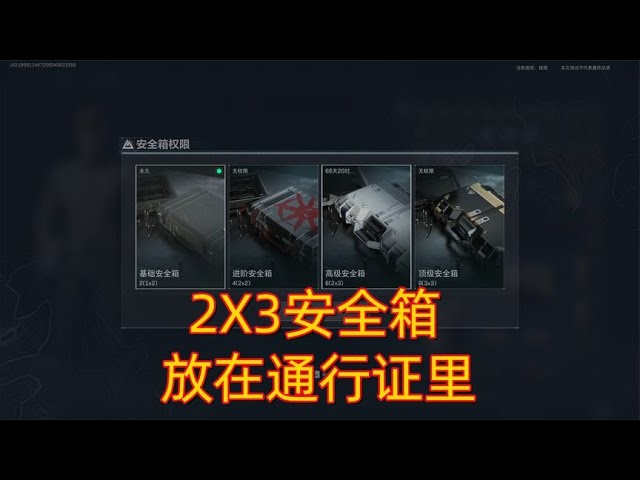 安全箱权限
永久
无权限
66天20时
无权限
基础安全箱
进阶安全箱
高级安全箱
顶级安全箱
2(1x2)
4(2x2)
6(2x3)
9(3x3)
2X3安全箱
放在通行证里